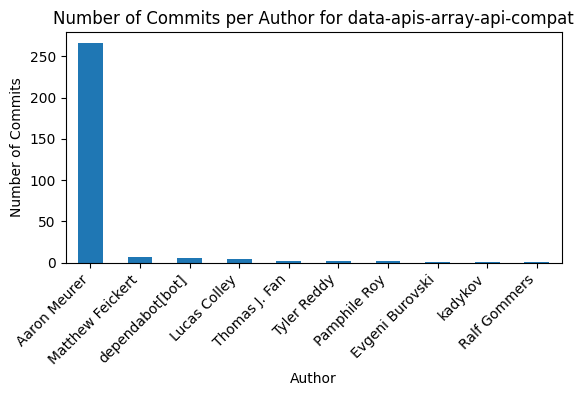 Number of Commits per Author for data-apis-array-api-compat
Number of Commits
250
200
150
100
50
0
Aaron Meurer
Matthew Feickert
dependabot[bot]
Lucas Colley
Thomas J. Fan
Tyler Reddy
Pamphile Roy
Evgeni Burovski
kadykov
Ralf Gommers
Author